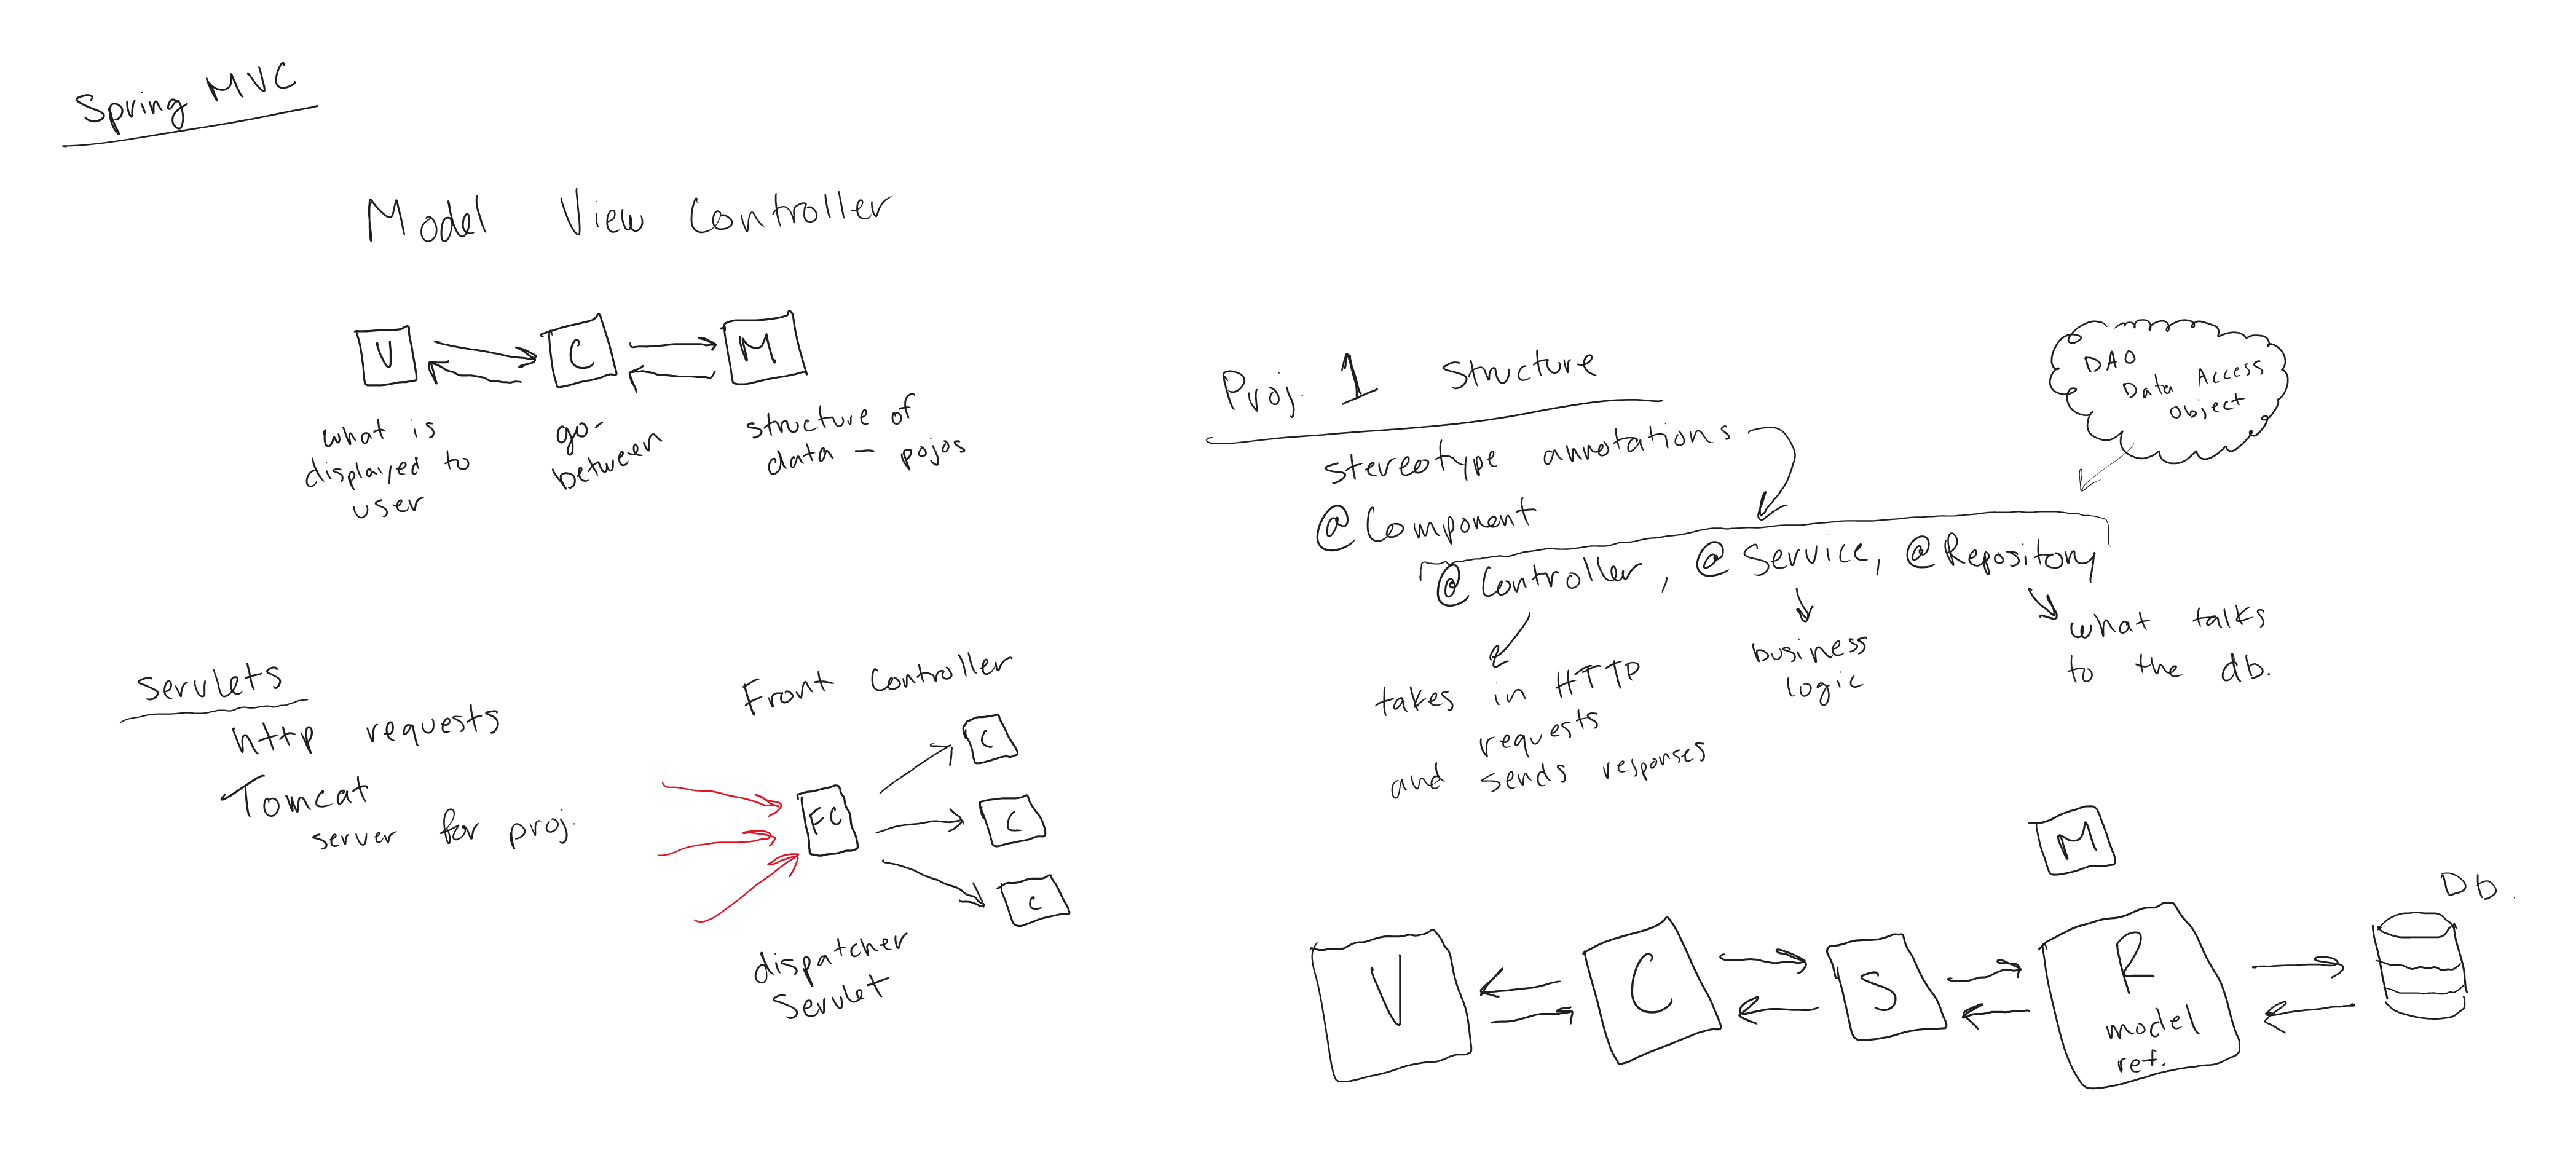 Spring MVC
Model View Controller
V
C
M
what is
displayed to
user
go-
between
structure of
data – pojos
Servlets
http requests
Tomcat
server for proj.
Front Controller
FC
C
C
C
dispatcher
Servlet
Proj. 1 Structure
stereotype annotations
@Component
@Controller, @Service, @Repository
DAO
Data Access
Object
takes in HTTP
requests
and sends responses
business
logic
what talks
to the db.
M
V
C
S
R
model
ref.
Db.